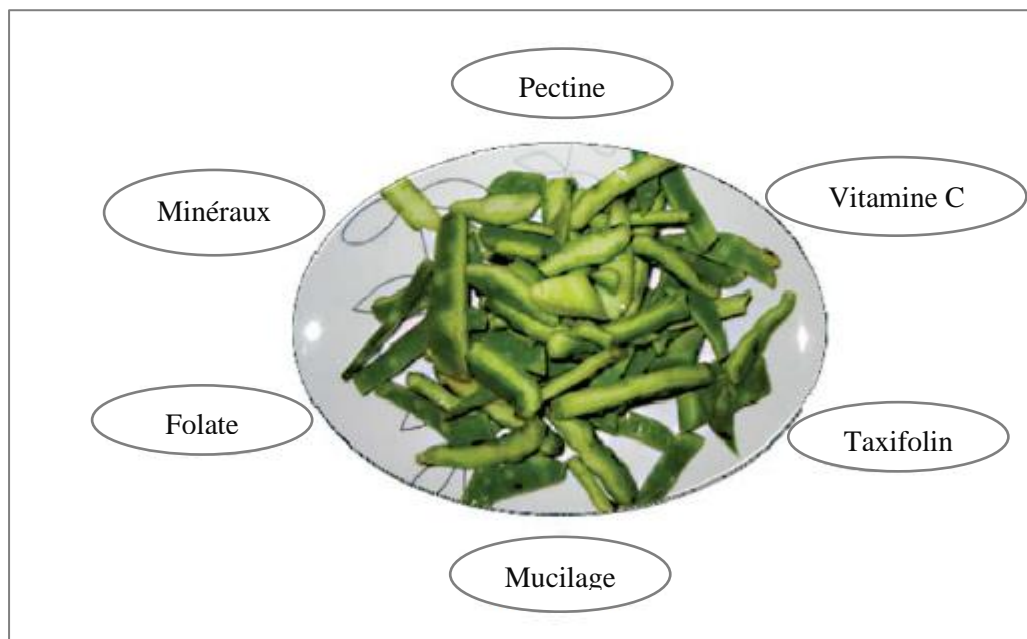 Pectine
Minéraux
Vitamine C
Folate
Taxifolin
Mucilage